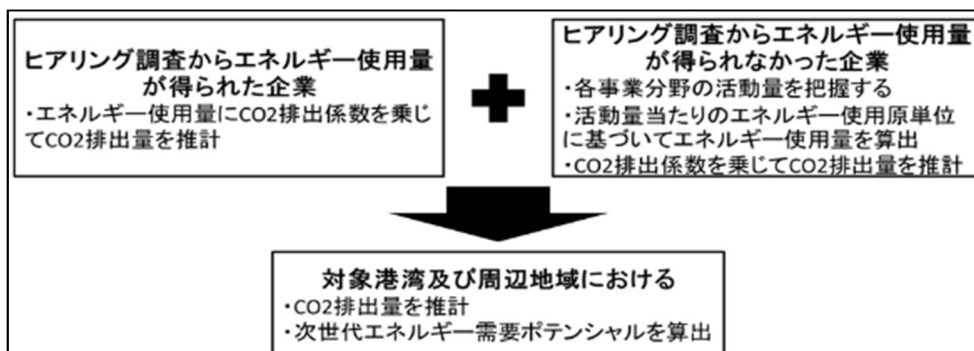 ヒアリング調査からエネルギー使用量
が得られた企業
・エネルギー使用量にCO2排出係数を乗じ
てCO2排出量を推計
ヒアリング調査からエネルギー使用量
が得られなかった企業
・各事業分野の活動量を把握する
・活動量当たりのエネルギー使用原単位
に基づいてエネルギー使用量を算出
・CO2排出係数を乗じてCO2排出量を推計
対象港湾及び周辺地域における
・CO2排出量を推計
・次世代エネルギー需要ポテンシャルを算出